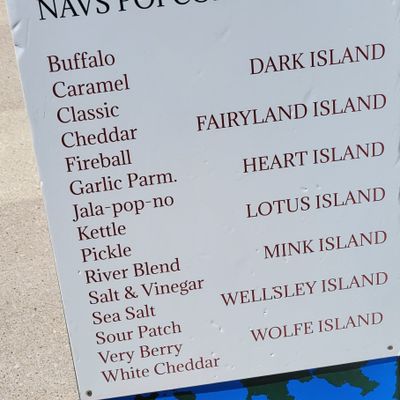 NAVS
Buffalo
Caramel
Classic
Cheddar
Fireball
Garlic Parm.
Jala-pop-no
Kettle
Pickle
River Blend
Salt & Vinegar
Sea Salt
Sour Patch
Very Berry
White Cheddar
DARK ISLAND
FAIRYLAND ISLAND
HEART ISLAND
LOTUS ISLAND
MINK ISLAND
WELLSLEY ISLAND
WOLFE ISLAND